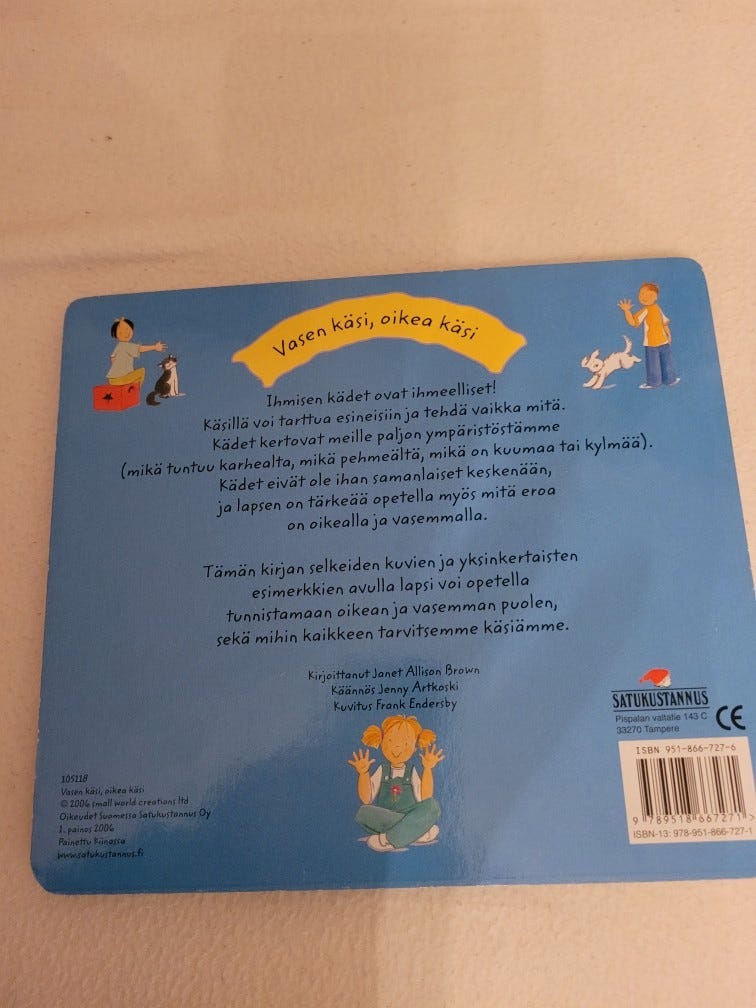 Vasen käsi, oikea käsi
Ihmisen kädet ovat ihmeelliset!
Käsillä voi tarttua esineisiin ja tehdä vaikka mitä.
Kädet kertovat meille paljon ympäristöstämme
(mikä tuntuu karhealta, mikä pehmeältä, mikä on kuumaa tai kylmää).
Kädet eivät ole ihan samanlaiset keskenään,
ja lapsen on tärkeää opetella myös mitä eroa
on oikealla ja vasemmalla.
Tämän kirjan selkeiden kuvien ja yksinkertaisten
esimerkkien avulla lapsi voi opetella
tunnistamaan oikean ja vasemman puolen,
sekä mihin kaikkeen tarvitsemme käsiämme.
Kirjoittanut Janet Allison Brown
Käännös Jenny Artkoski
Kuvitus Frank Endersby
105118
Vasen käsi, oikea käsi
© 2006 small world creations ltd
Oikeudet Suomessa Satukustannus Oy
1. painos 2006
Painettu Kiinassa
www.satukustannus.fi
SATUKUSTANNUS
Pispalan valtatie 143 C
33270 Tampere
CE
ISBN 951-866-727-6
9 789518 667271 >
ISBN-13: 978-951-866-727-1